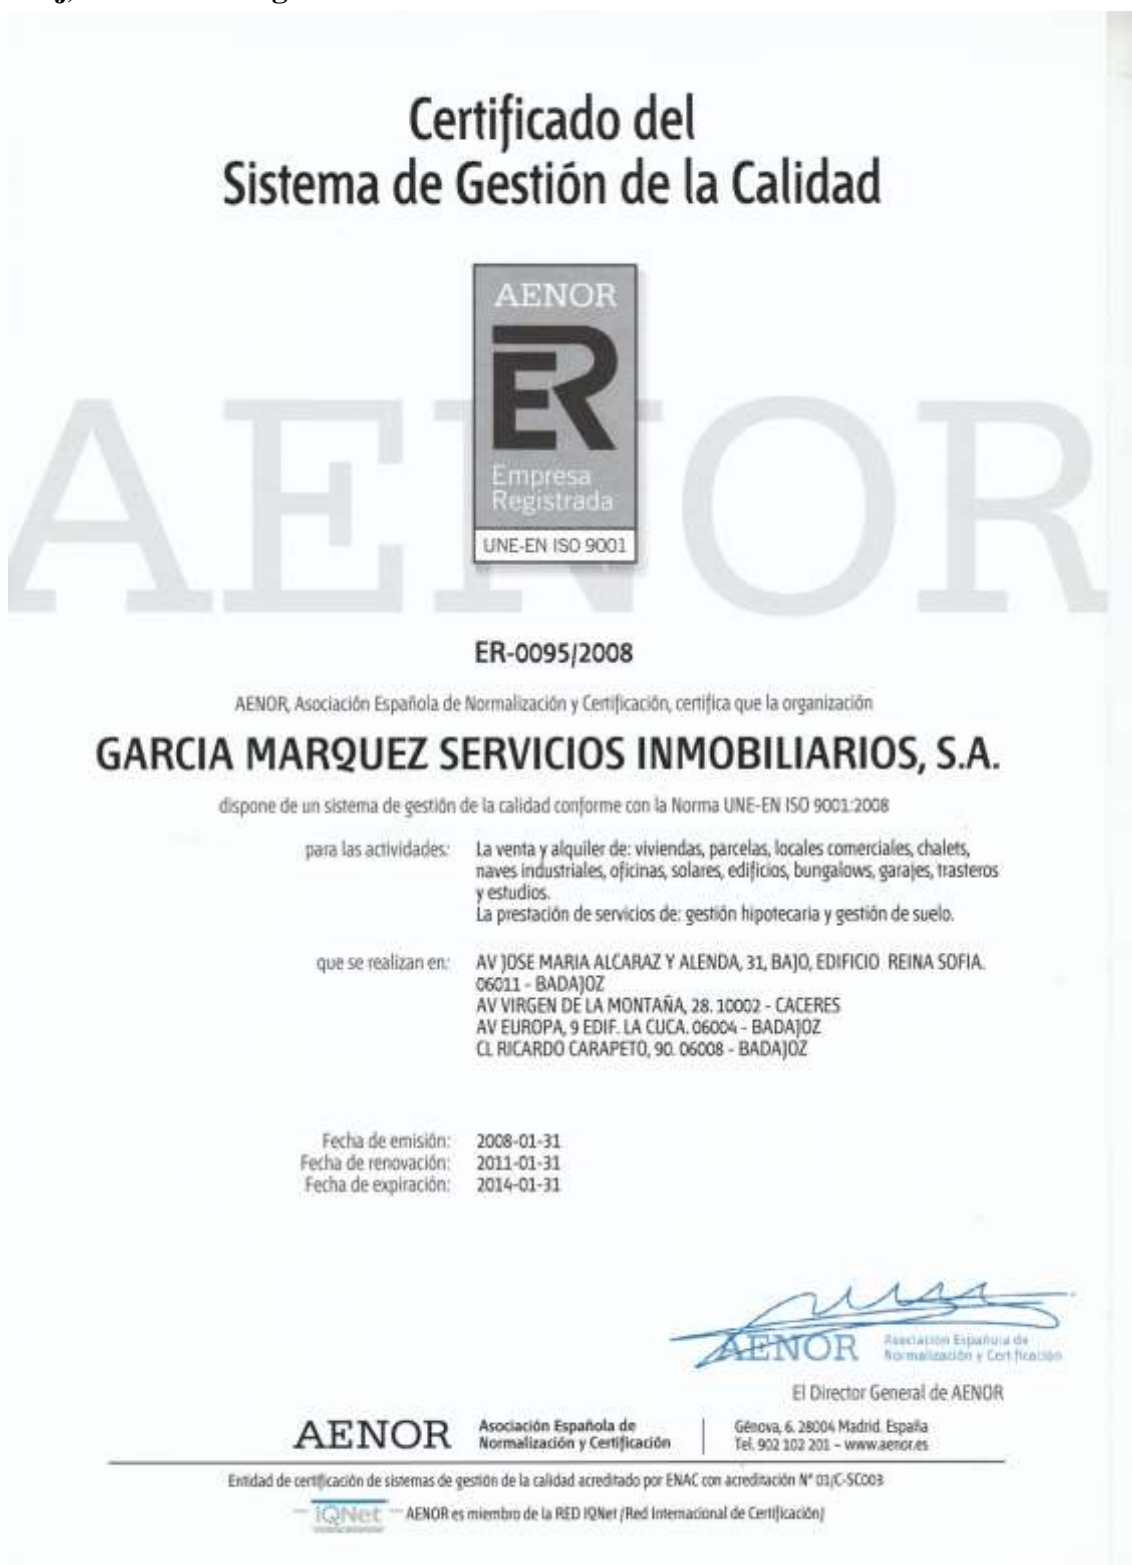 Certificado del
Sistema de Gestión de la Calidad
AENOR
ER
Empresa
Registrada
UNE-EN ISO 9001
AENOR
ER-0095/2008
AENOR, Asociación Española de Normalización y Certificación, certifica que la organización
GARCIA MARQUEZ SERVICIOS INMOBILIARIOS, S.A.
dispone de un sistema de gestión de la calidad conforme con la Norma UNE-EN ISO 9001:2008
para las actividades: La venta y alquiler de: viviendas, parcelas, locales comerciales, chalets,
naves industriales, oficinas, solares, edificios, bungalows, garajes, trasteros
y estudios.
La prestación de servicios de: gestión hipotecaria y gestión de suelo.
que se realizan en: AV JOSE MARIA ALCARAZ Y ALENDA, 31, BAJO, EDIFICIO REINA SOFIA.
06011 - BADAJOZ
AV VIRGEN DE LA MONTAÑA, 28. 10002 - CACERES
AV EUROPA, 9 EDIF. LA CUCA. 06004 - BADAJOZ
CL RICARDO CARAPETO, 90. 06008 - BADAJOZ
Fecha de emisión: 2008-01-31
Fecha de renovación: 2011-01-31
Fecha de expiración: 2014-01-31
AENOR Asociación Española de
Normalización y Certificación
El Director General de AENOR
AENOR Asociación Española de
Normalización y Certificación
Génova, 6. 28004 Madrid. España
Tel. 902 102 201 – www.aenor.es
Entidad de certificación de sistemas de gestión de la calidad acreditado por ENAC con acreditación Nº 01/C-SC003
IQNet AENOR es miembro de la RED IQNet (Red Internacional de Certificación)